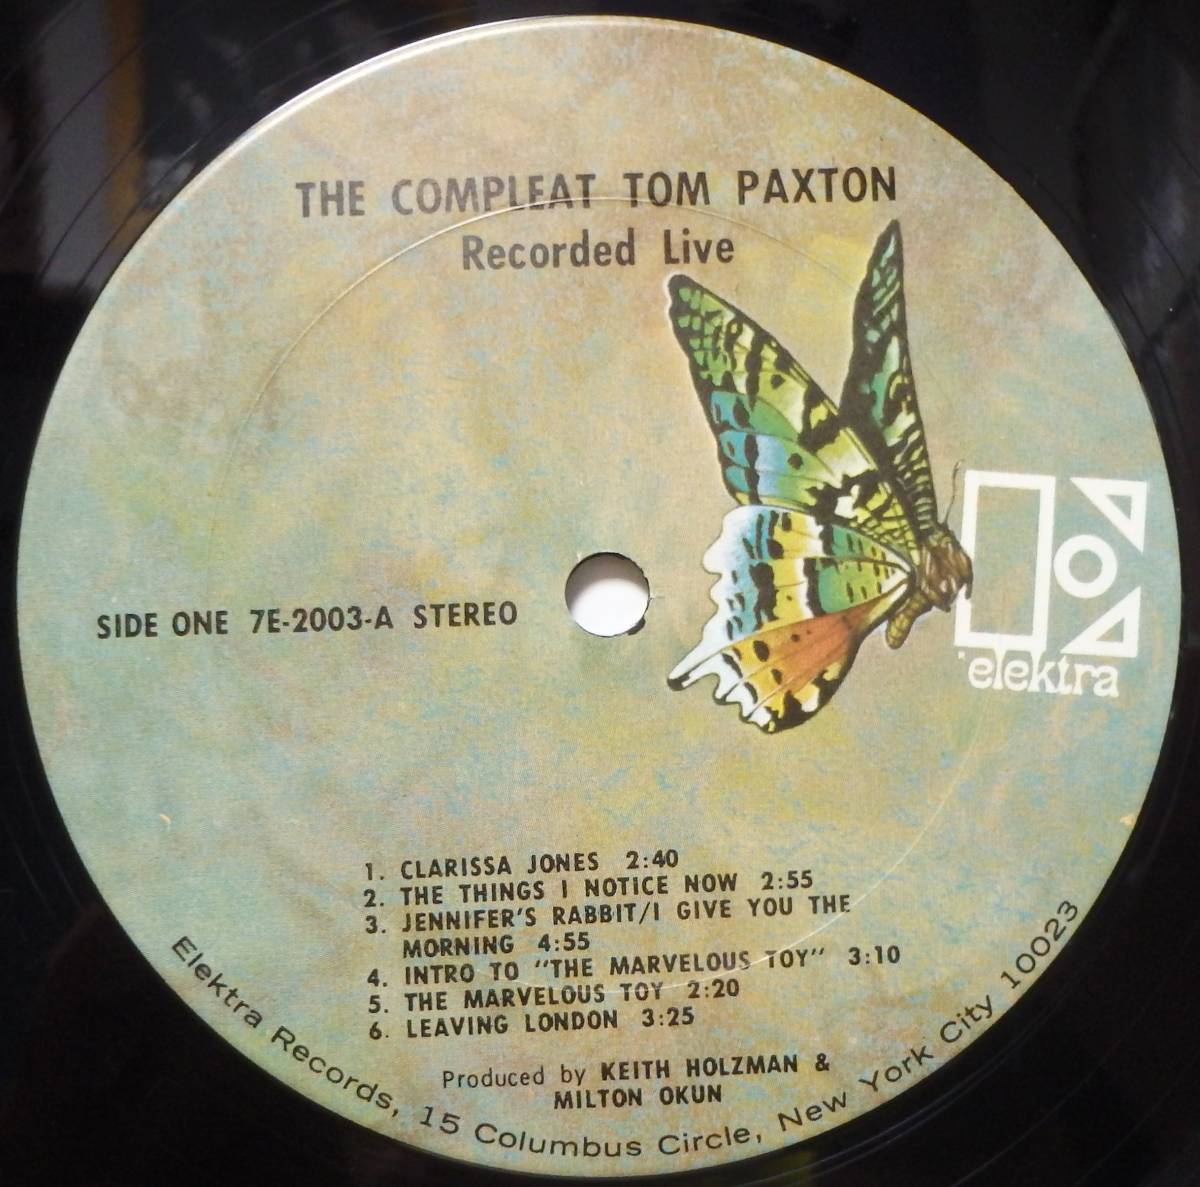 THE COMPLEAT TOM PAXTON
Recorded Live
elektra
SIDE ONE 7E-2003-A STEREO
1. CLARISSA JONES 2:40
2. THE THINGS I NOTICE NOW 2:55
3. JENNIFER'S RABBIT/I GIVE YOU THE
MORNING 4:55
4. INTRO TO "THE MARVELOUS TOY" 3:10
5. THE MARVELOUS TOY 2:20
6. LEAVING LONDON 3:25
Produced by KEITH HOLZMAN &
MILTON OKUN
Elektra Records, 15 Columbus Circle, New York City 10023